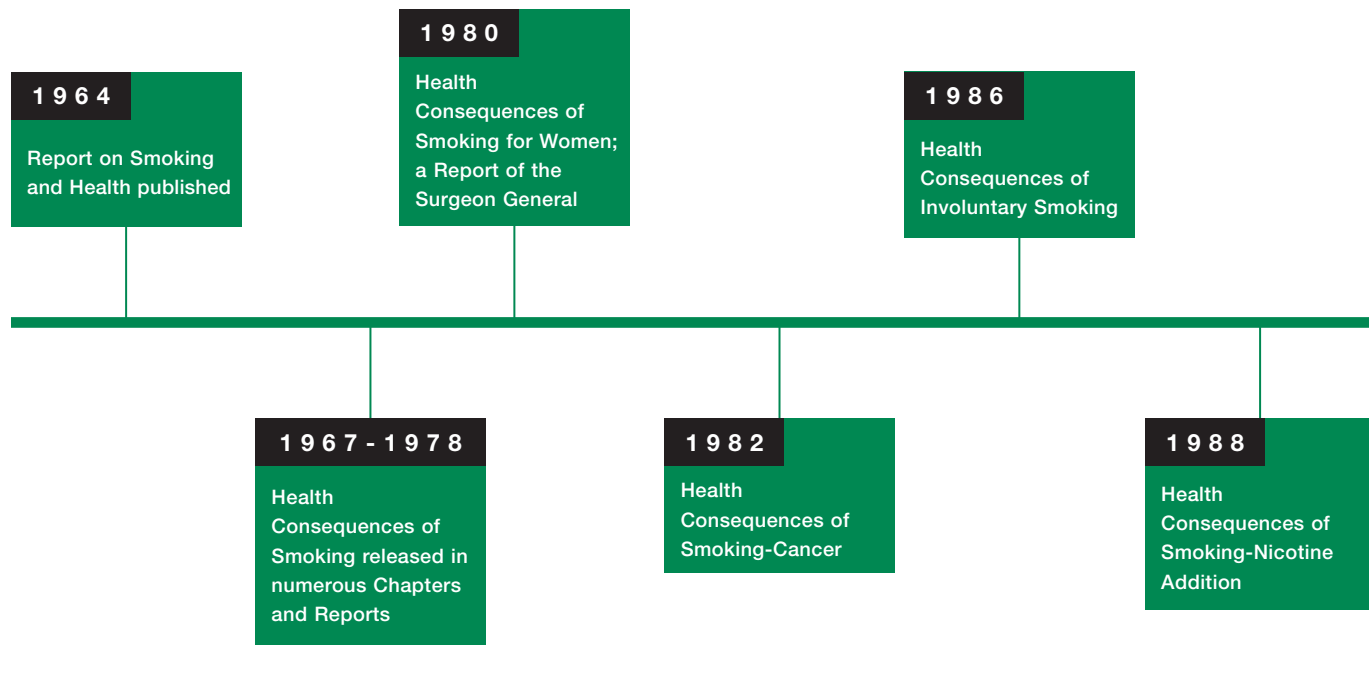 1964
Report on Smoking
and Health published
1967-1978
Health
Consequences of
Smoking released in
numerous Chapters
and Reports
1980
Health
Consequences of
Smoking for Women;
a Report of the
Surgeon General
1982
Health
Consequences of
Smoking-Cancer
1986
Health
Consequences of
Involuntary Smoking
1988
Health
Consequences of
Smoking-Nicotine
Addition